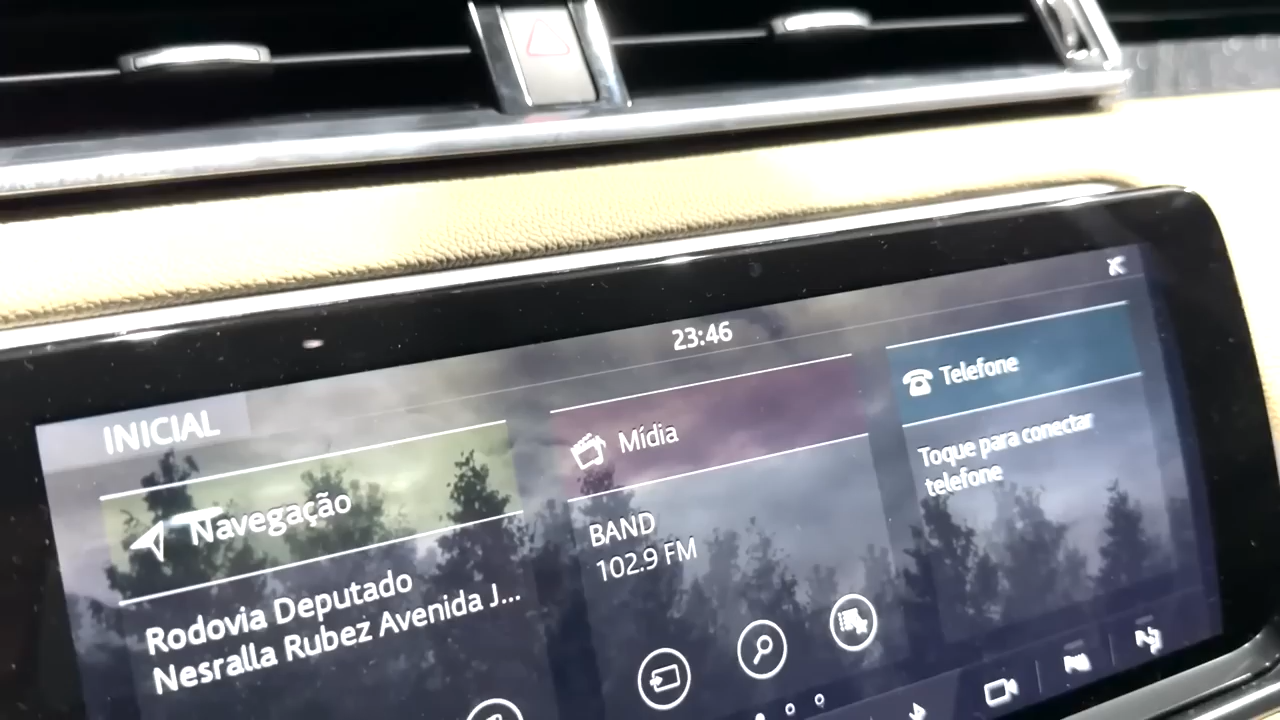 23:46
INICIAL
Navegação
Rodovia Deputado
Nesralla Rubez Avenida J...
Mídia
BAND
102.9 FM
Telefone
Toque para conectar
telefone